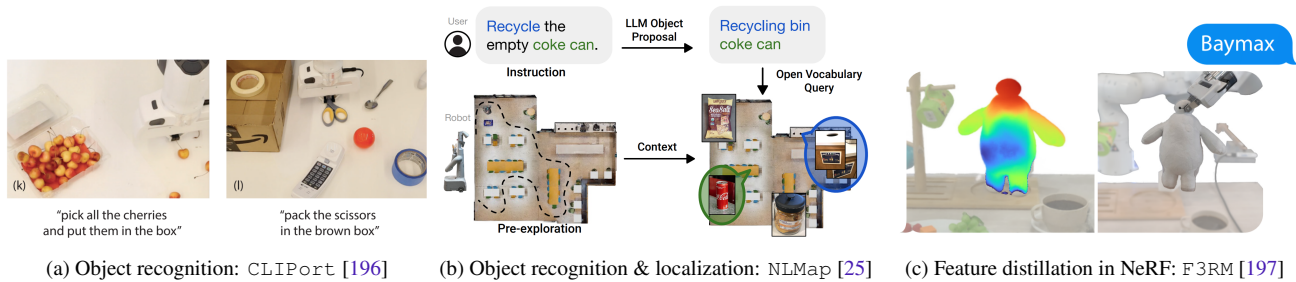 (k)
"pick all the cherries
and put them in the box"
(l)
"pack the scissors
in the brown box"
(a) Object recognition: CLIPort [196]
User
Recycle the
empty coke can.
Instruction
LLM Object
Proposal
Recycling bin
coke can
Open Vocabulary
Query
Robot
Context
Pre-exploration
(b) Object recognition & localization: NLMap [25]
Baymax
(c) Feature distillation in NeRF: F3RM [197]